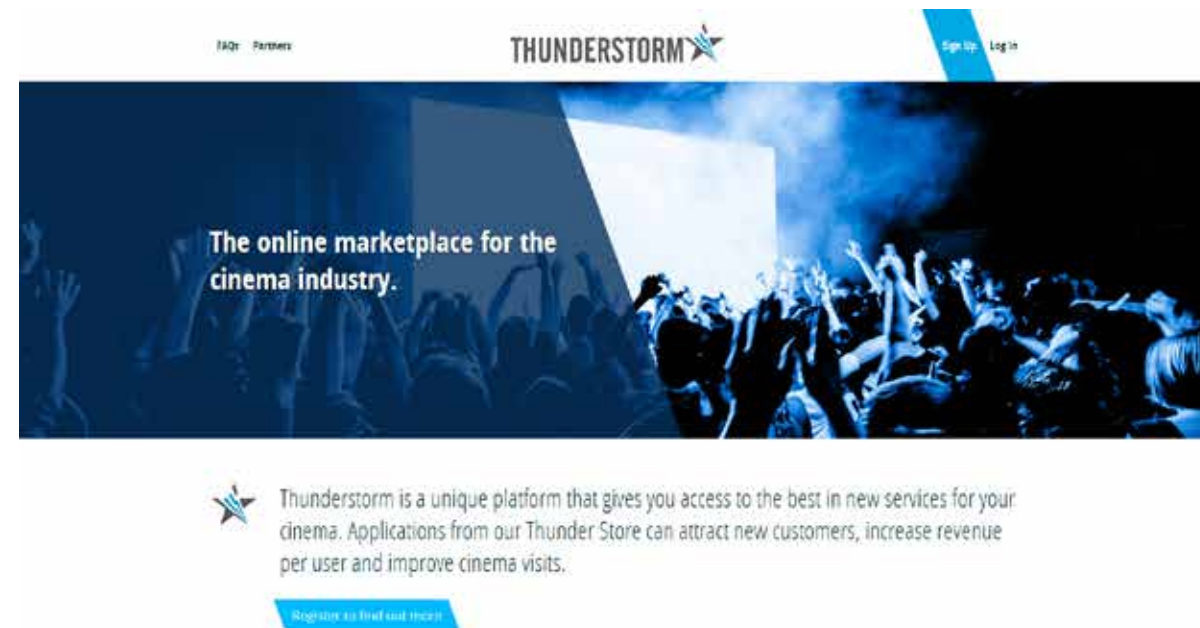 FAQs Partners THUNDERSTORM Sign Up Log In
The online marketplace for the
cinema industry.
Thunderstorm is a unique platform that gives you access to the best in new services for your
cinema. Applications from our Thunder Store can attract new customers, increase revenue
per user and improve cinema visits.
Register to find out more